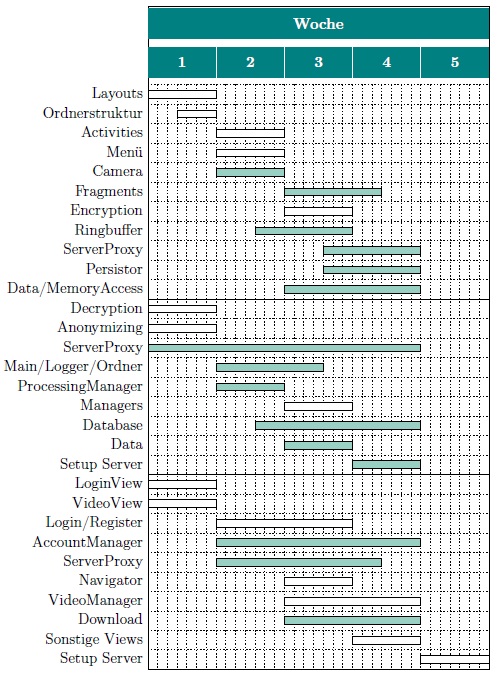 Woche
1 2 3 4 5
Layouts
Ordnerstruktur
Activities
Menü
Camera
Fragments
Encryption
Ringbuffer
ServerProxy
Persistor
Data/MemoryAccess
Decryption
Anonymizing
ServerProxy
Main/Logger/Ordner
ProcessingManager
Managers
Database
Data
Setup Server
LoginView
VideoView
Login/Register
AccountManager
ServerProxy
Navigator
VideoManager
Download
Sonstige Views
Setup Server